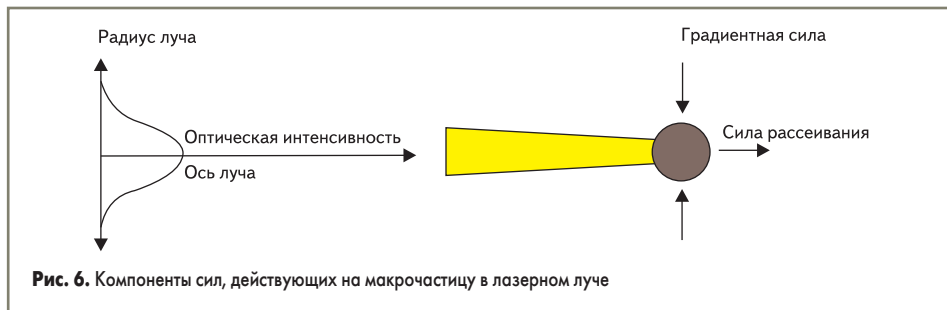 Радиус луча
Градиентная сила
Оптическая интенсивность
Сила рассеивания
Ось луча
Рис. 6. Компоненты сил, действующих на макрочастицу в лазерном луче